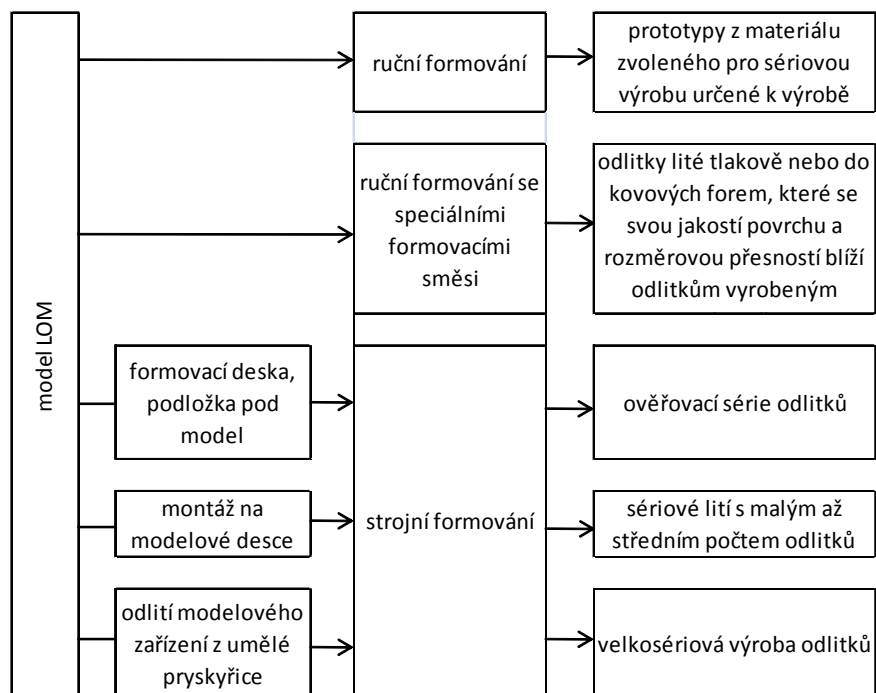 model LOM
ruční formování
prototypy z materiálu
zvoleného pro sériovou
výrobu určené k výrobě
ruční formování se
speciálními
formovacími
směsi
odlitky lité tlakově nebo do
kovových forem, které se
svou jakostí povrchu a
rozměrovou přesností blíží
odlitkům vyrobeným
formovací deska,
podložka pod
model
strojní formování
ověřovací série odlitků
montáž na
modelové desce
sériové lití s malým až
středním počtem odlitků
odlití modelového
zařízení z umělé
pryskyřice
velkosériová výroba odlitků